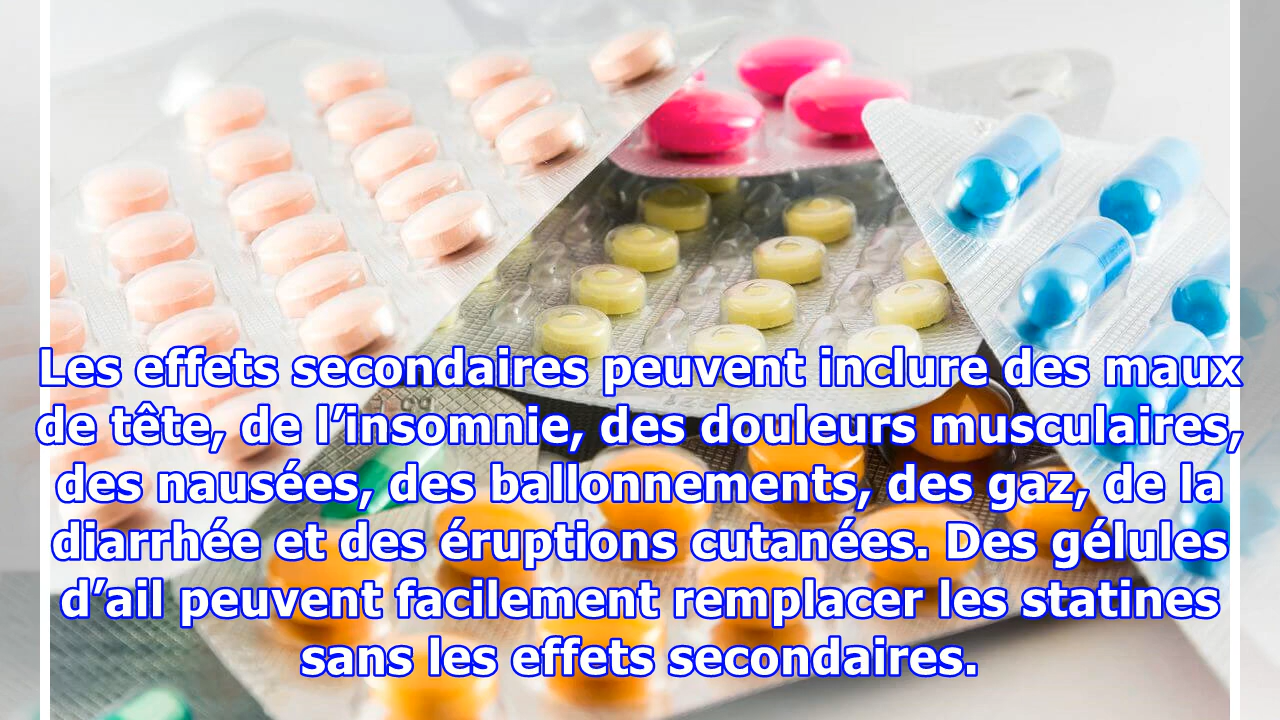 Les effets secondaires peuvent inclure des maux
de tête, de l’insomnie, des douleurs musculaires,
des nausées, des ballonnements, des gaz, de la
diarrhée et des éruptions cutanées. Des gélules
d’ail peuvent facilement remplacer les statines
sans les effets secondaires.